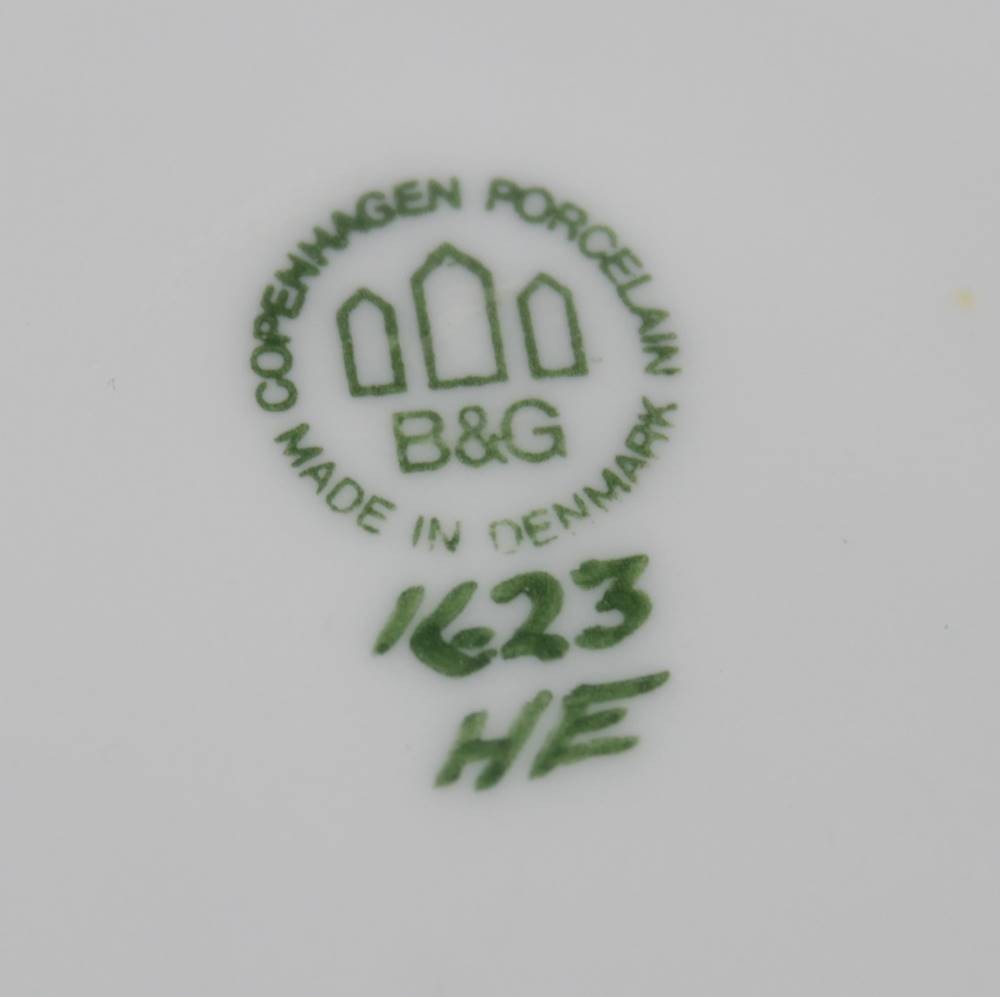 COPENHAGEN PORCELAIN
B&G
MADE IN DENMARK
1623
HE